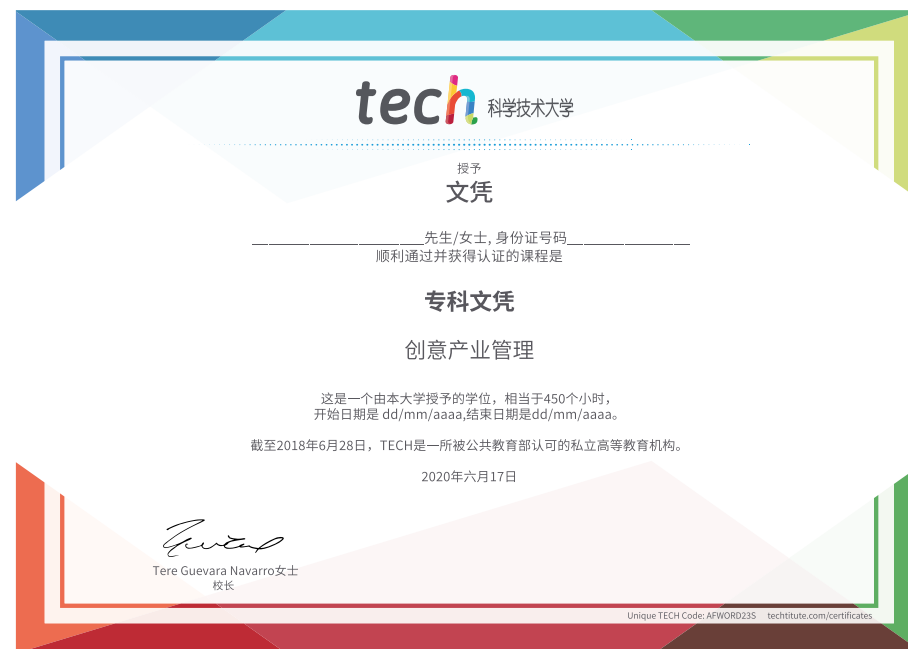 tech 科学技术大学
授予
文凭
________________________先生/女士, 身份证号码_________________
顺利通过并获得认证的课程是
专科文凭
创意产业管理
这是一个由本大学授予的学位，相当于450个小时，
开始日期是 dd/mm/aaaa,结束日期是dd/mm/aaaa。
截至2018年6月28日，TECH是一所被公共教育部认可的私立高等教育机构。
2020年六月17日
Tere Guevara Navarro女士
校长
Unique TECH Code: AFWORD23S techtitute.com/certificates